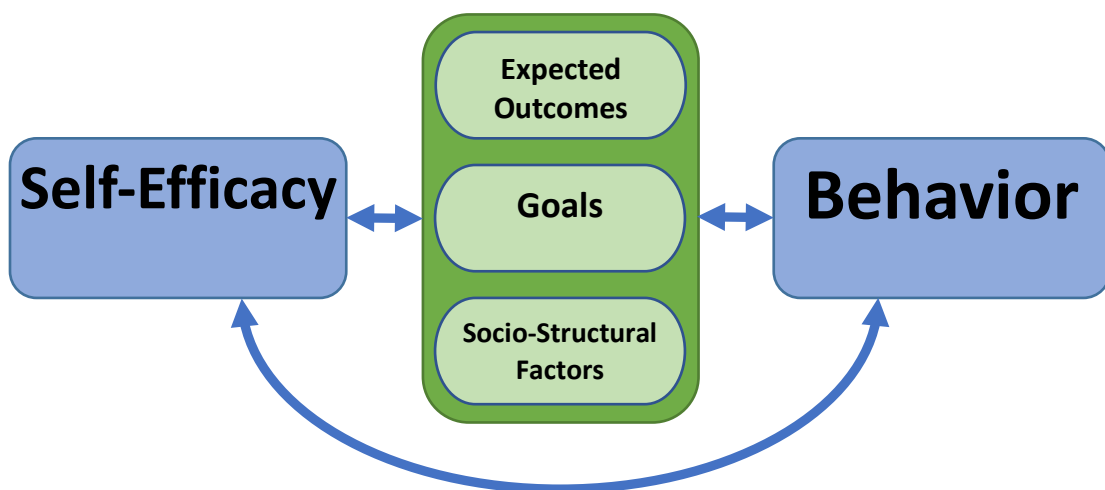 Self-Efficacy
Expected
Outcomes
Goals
Socio-Structural
Factors
Behavior